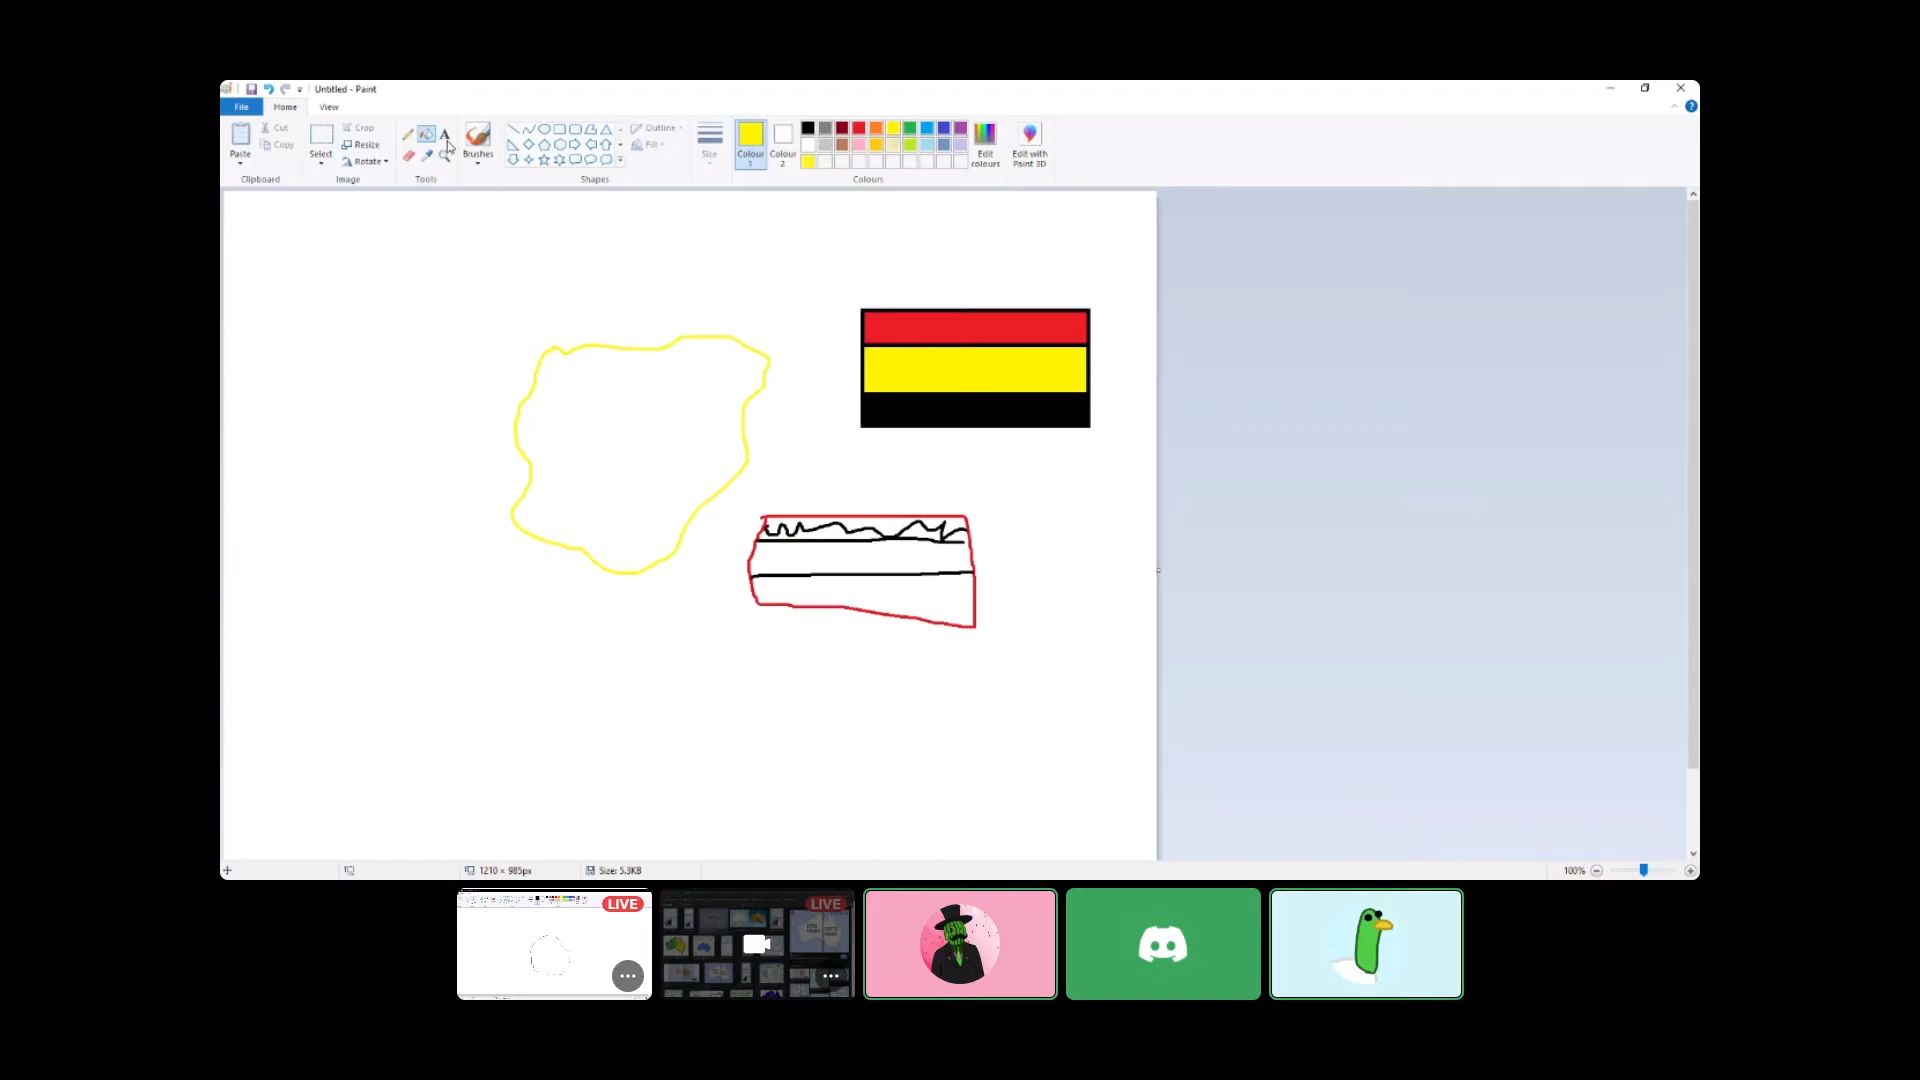 Untitled - Paint
File Home View
Paste
Cut
Copy
Clipboard
Select
Crop
Resize
Rotate
Image
A
Tools
Brushes
Outline
Fill
Shapes
Size
Colour 1
Colour 2
Edit colours
Edit with Paint 3D
Colours
1210 × 985px
Size: 5.3KB
100%
LIVE
LIVE